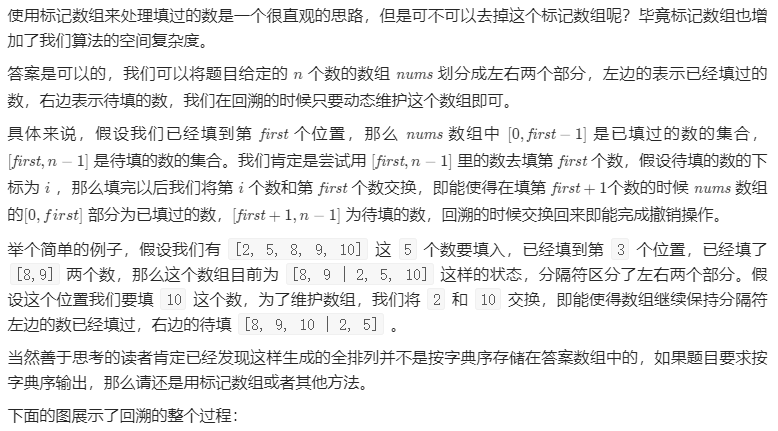 使用标记数组来处理填过的数是一个很直观的思路，但是可不可以去掉这个标记数组呢？毕竟标记数组也增
加了我们算法的空间复杂度。
答案是可以的，我们可以将题目给定的 n 个数的数组 nums 划分成左右两个部分，左边的表示已经填过的
数，右边表示待填的数，我们在回溯的时候只要动态维护这个数组即可。
具体来说，假设我们已经填到第 first 个位置，那么 nums 数组中 [0, first − 1] 是已填过的数的集合，
[first, n − 1] 是待填的数的集合。我们肯定是尝试用 [first, n − 1] 里的数去填第 first 个数，假设待填的数的下
标为 i ，那么填完以后我们将第 i 个数和第 first 个数交换，即能使得在填第 first + 1个数的时候 nums 数组
的[0, first] 部分为已填过的数，[first + 1, n − 1] 为待填的数，回溯的时候交换回来即能完成撤销操作。
举个简单的例子，假设我们有 [2, 5, 8, 9, 10] 这 5 个数要填入，已经填到第 3 个位置，已经填了
[8,9] 两个数，那么这个数组目前为 [8, 9 | 2, 5, 10] 这样的状态，分隔符区分了左右两个部分。假
设这个位置我们要填 10 这个数，为了维护数组，我们将 2 和 10 交换，即能使得数组继续保持分隔符
左边的数已经填过，右边的待填 [8, 9, 10 | 2, 5] 。
当然善于思考的读者肯定已经发现这样生成的全排列并不是按字典序存储在答案数组中的，如果题目要求按
字典序输出，那么请还是用标记数组或者其他方法。
下面的图展示了回溯的整个过程：